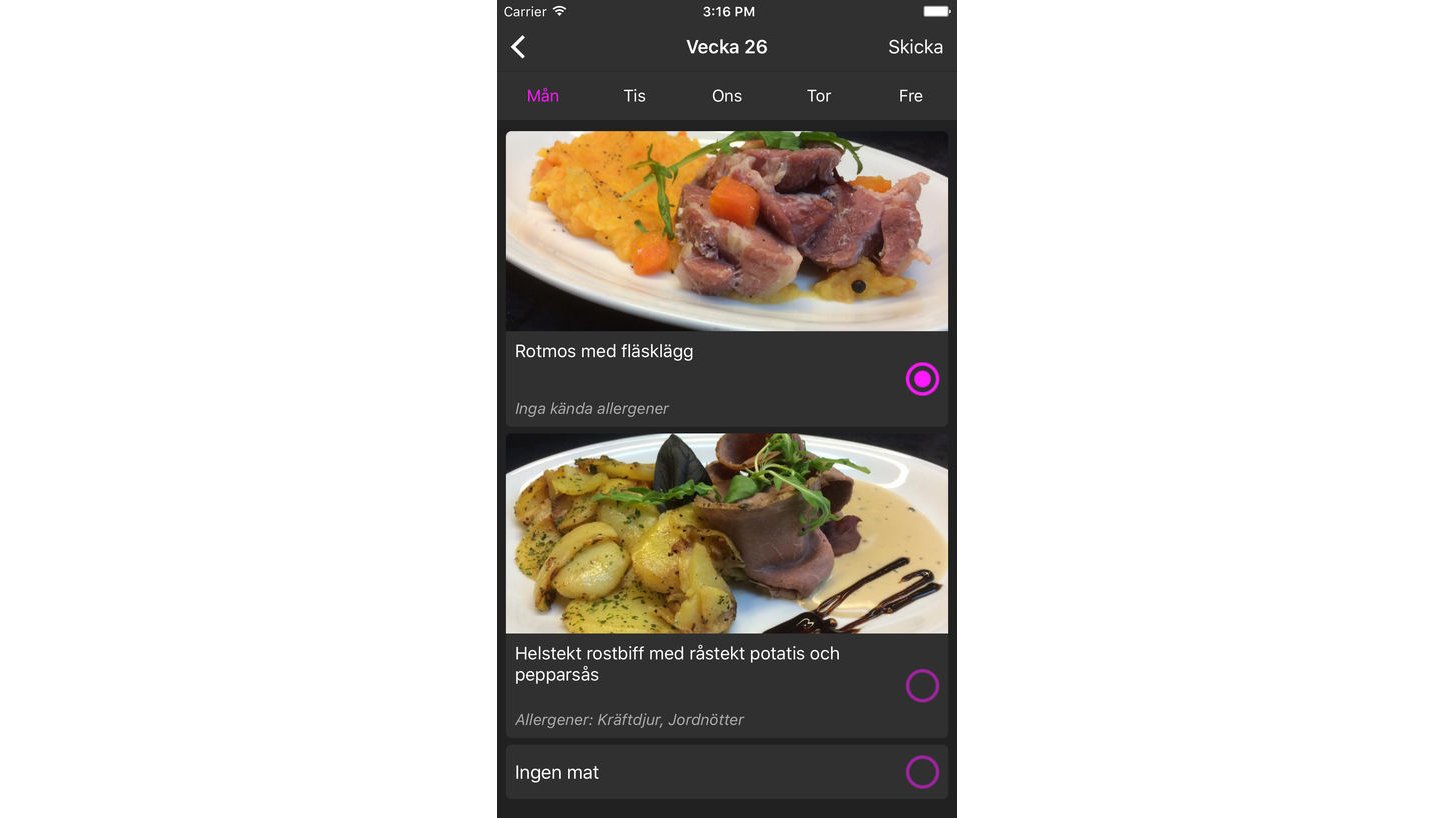 Carrier
3:16 PM
Vecka 26
Skicka
Mån
Tis
Ons
Tor
Fre
Rotmos med fläsklägg
Inga kända allergener
Helstekt rostbiff med råstekt potatis och
pepparsås
Allergener: Kräftdjur, Jordnötter
Ingen mat